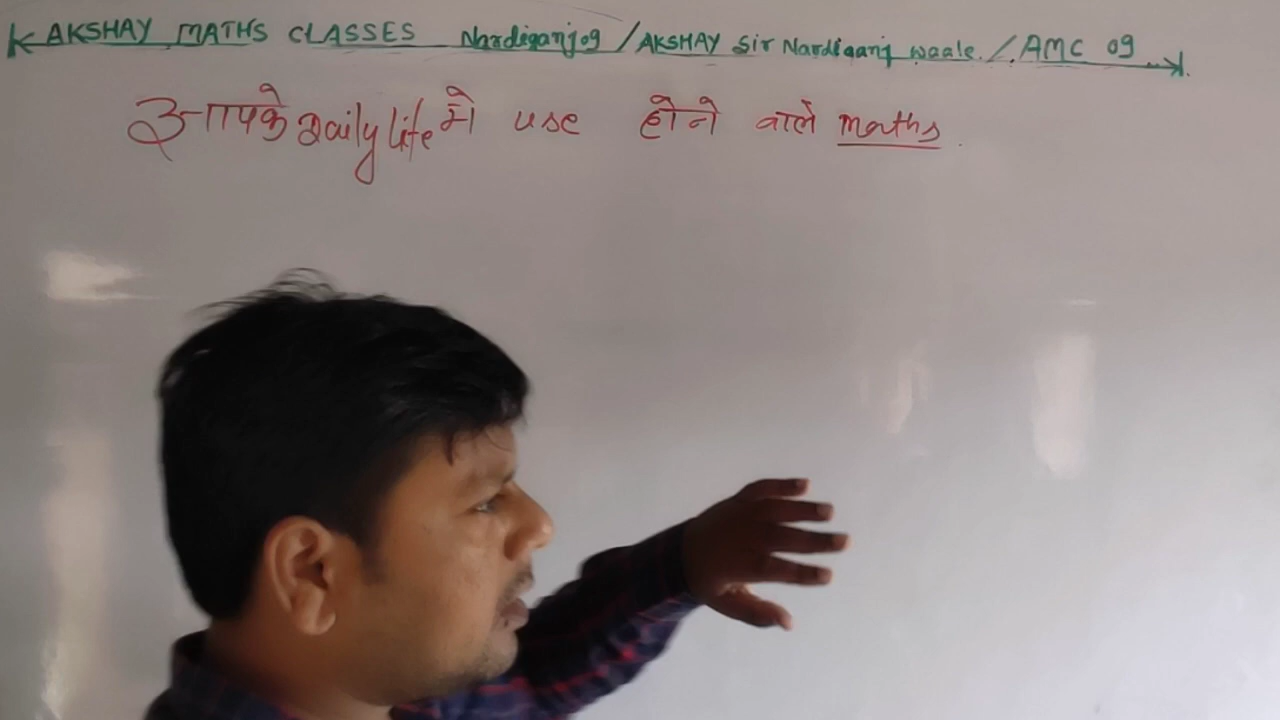 AKSHAY MATHS CLASSES Nardiganj09 / AKSHAY Sir Nardiganj waale. / AMC 09
आपके Daily life मे use होने वाले maths